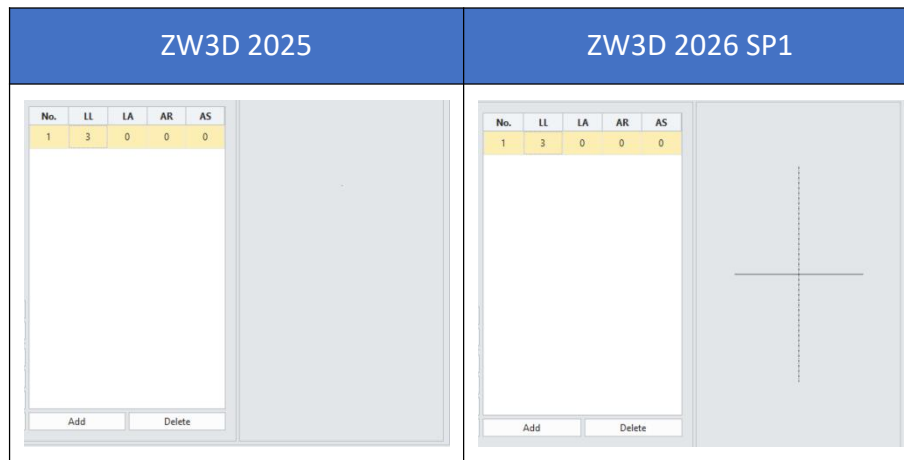 ZW3D 2025
ZW3D 2026 SP1
No. LL LA AR AS
1 3 0 0 0
Add Delete
No. LL LA AR AS
1 3 0 0 0
Add Delete